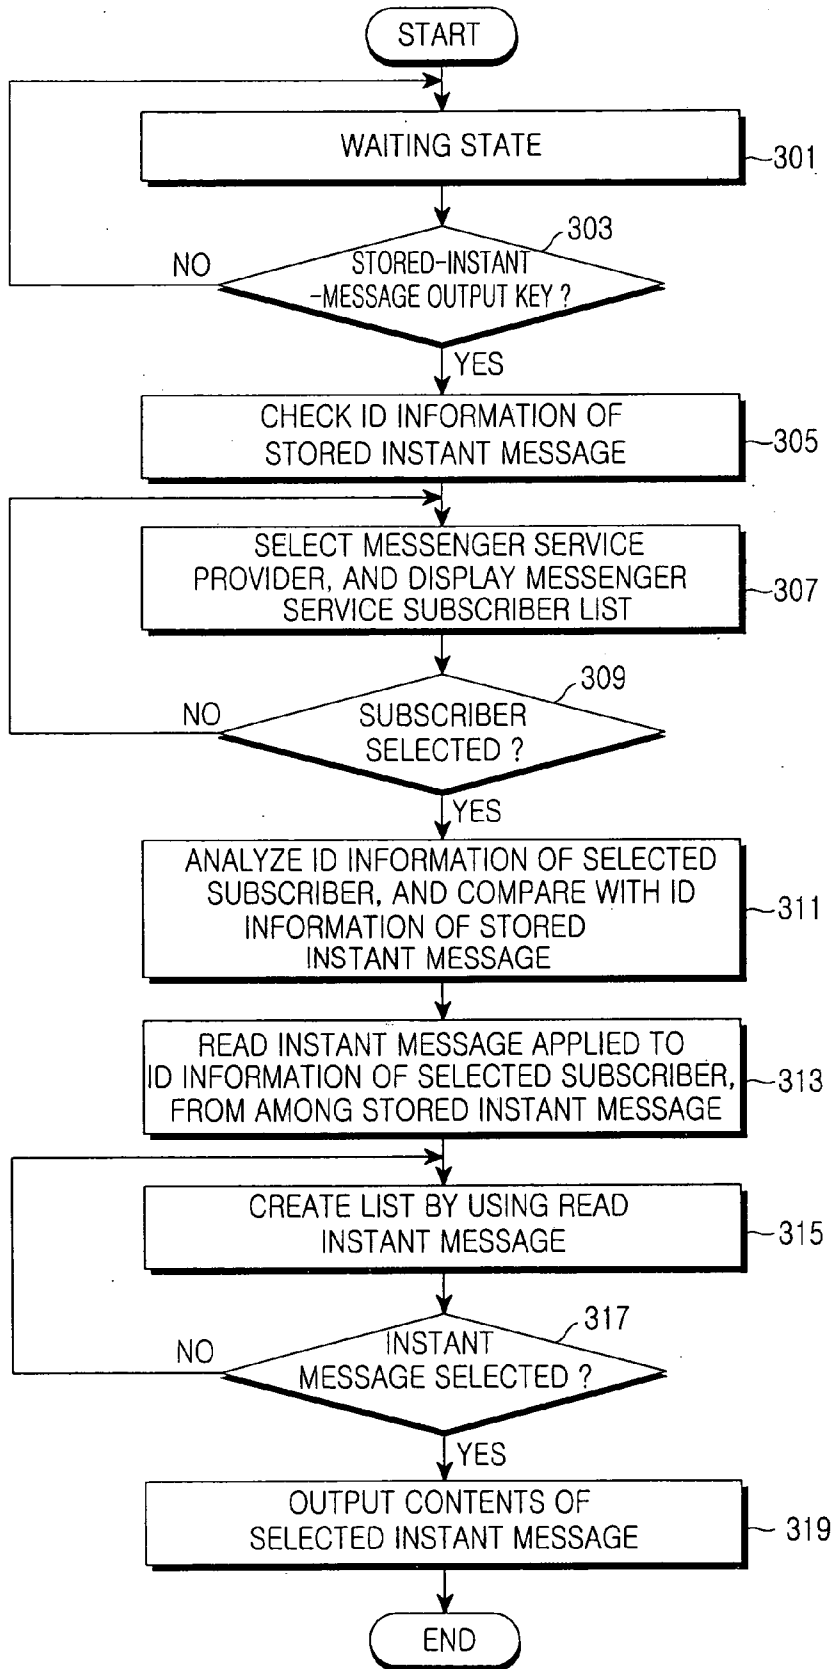 START
WAITING STATE
301
303
NO
STORED-INSTANT
-MESSAGE OUTPUT KEY ?
YES
CHECK ID INFORMATION OF
STORED INSTANT MESSAGE
305
SELECT MESSENGER SERVICE
PROVIDER, AND DISPLAY MESSENGER
SERVICE SUBSCRIBER LIST
307
309
NO
SUBSCRIBER
SELECTED ?
YES
ANALYZE ID INFORMATION OF SELECTED
SUBSCRIBER, AND COMPARE WITH ID
INFORMATION OF STORED
INSTANT MESSAGE
311
READ INSTANT MESSAGE APPLIED TO
ID INFORMATION OF SELECTED SUBSCRIBER,
FROM AMONG STORED INSTANT MESSAGE
313
CREATE LIST BY USING READ
INSTANT MESSAGE
315
317
NO
INSTANT
MESSAGE SELECTED ?
YES
OUTPUT CONTENTS OF
SELECTED INSTANT MESSAGE
319
END